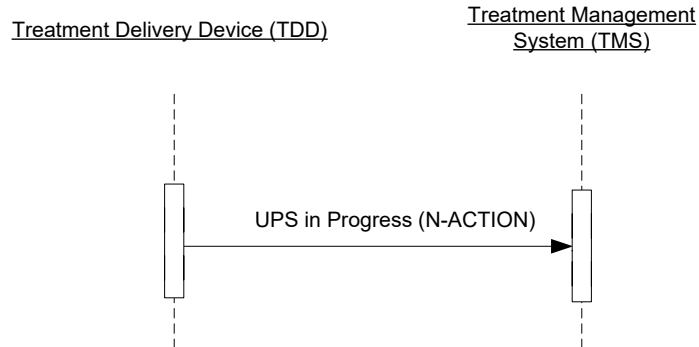 Treatment Delivery Device (TDD)
Treatment Management
System (TMS)
UPS in Progress (N-ACTION)